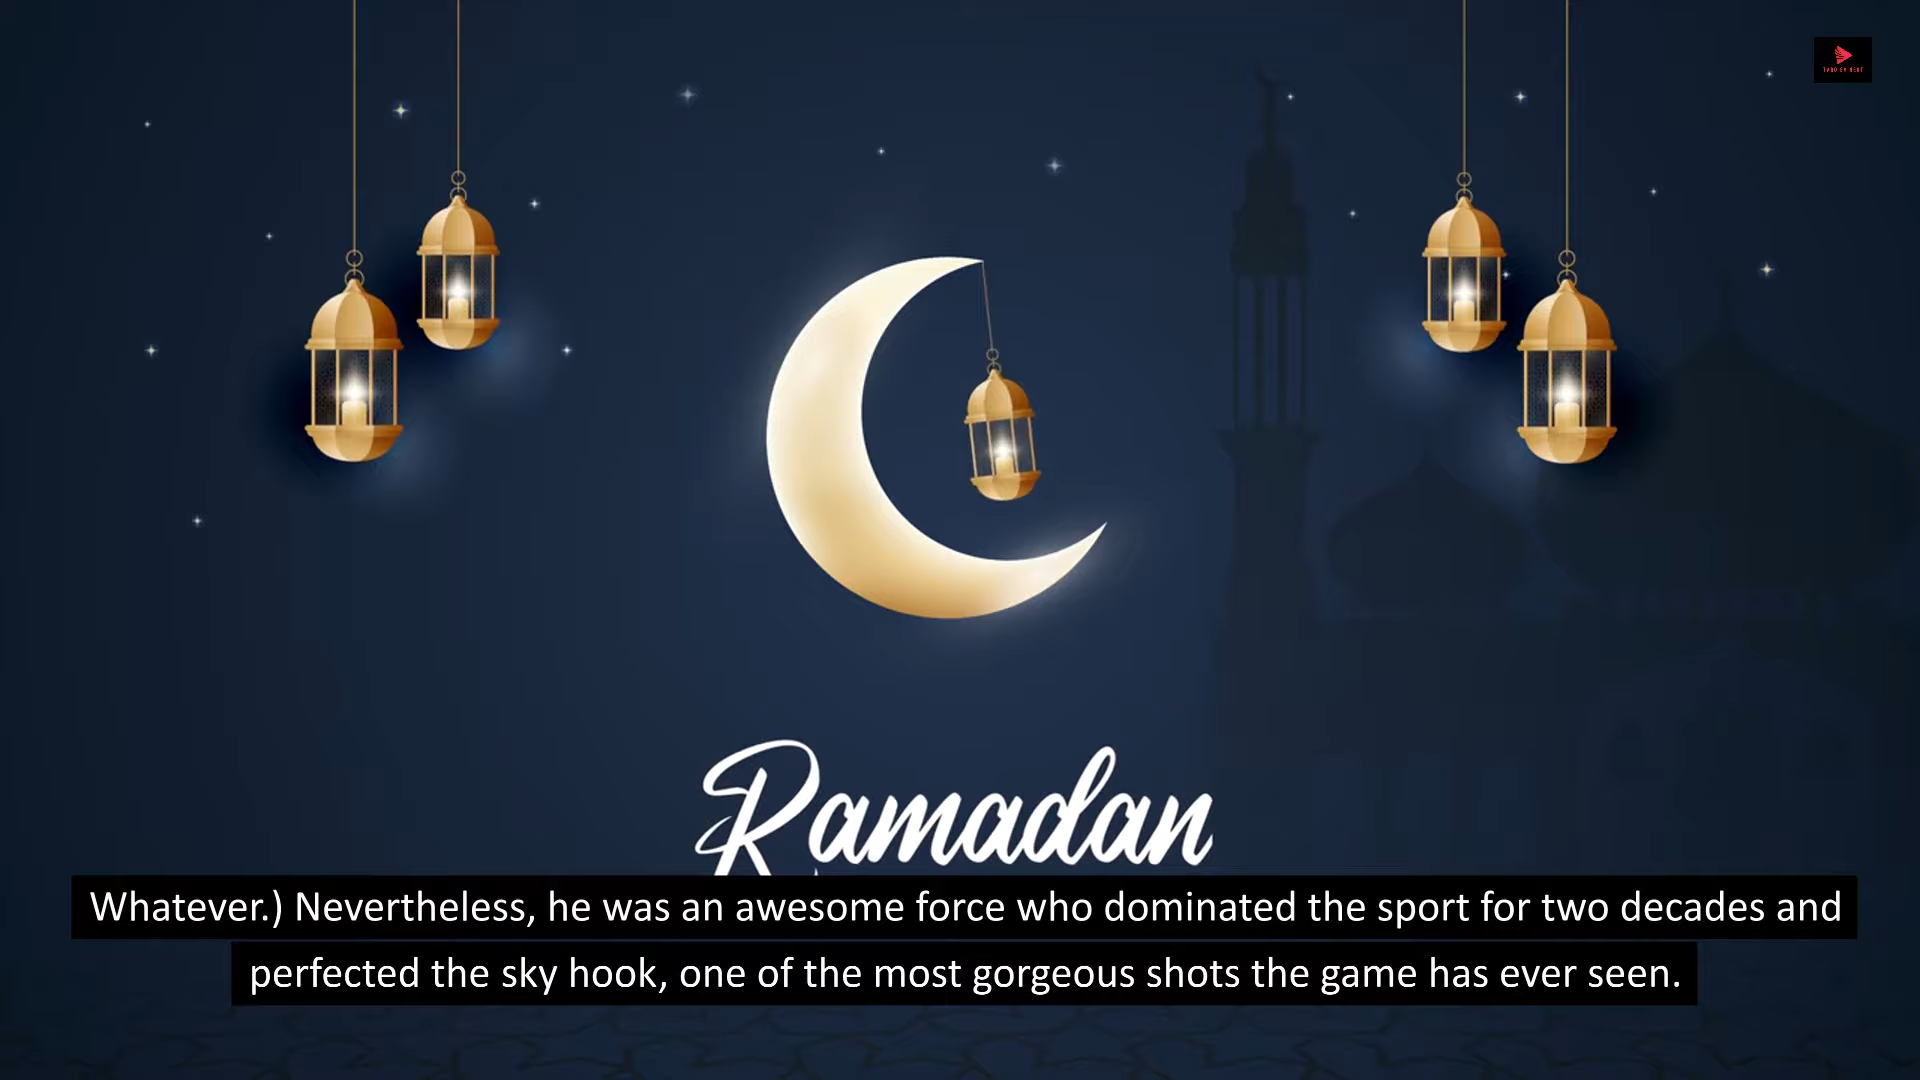 Ramadan
Whatever.) Nevertheless, he was an awesome force who dominated the sport for two decades and
perfected the sky hook, one of the most gorgeous shots the game has ever seen.